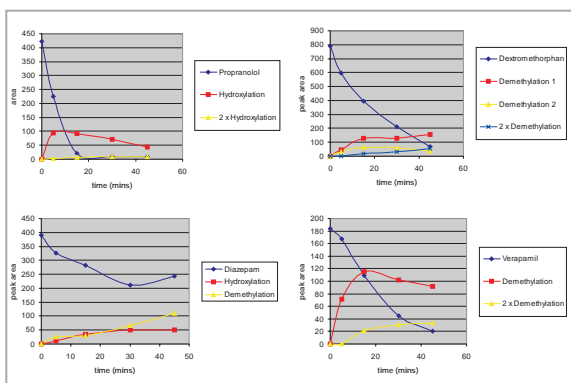 450
400
350
300
250
200
150
100
50
0
area
0 20 40 60
time (mins)
Propranolol
Hydroxylation
2 x Hydroxylation
900
800
700
600
500
400
300
200
100
0
peak area
0 20 40 60
time (mins)
Dextromethorphan
Demethylation 1
Demethylation 2
2 x Demethylation
450
400
350
300
250
200
150
100
50
0
peak area
0 10 20 30 40 50
time (mins)
Diazepam
Hydroxylation
Demethylation
200
180
160
140
120
100
80
60
40
20
0
peak area
0 20 40 60
time (mins)
Verapamil
Demethylation
2 x Demethylation